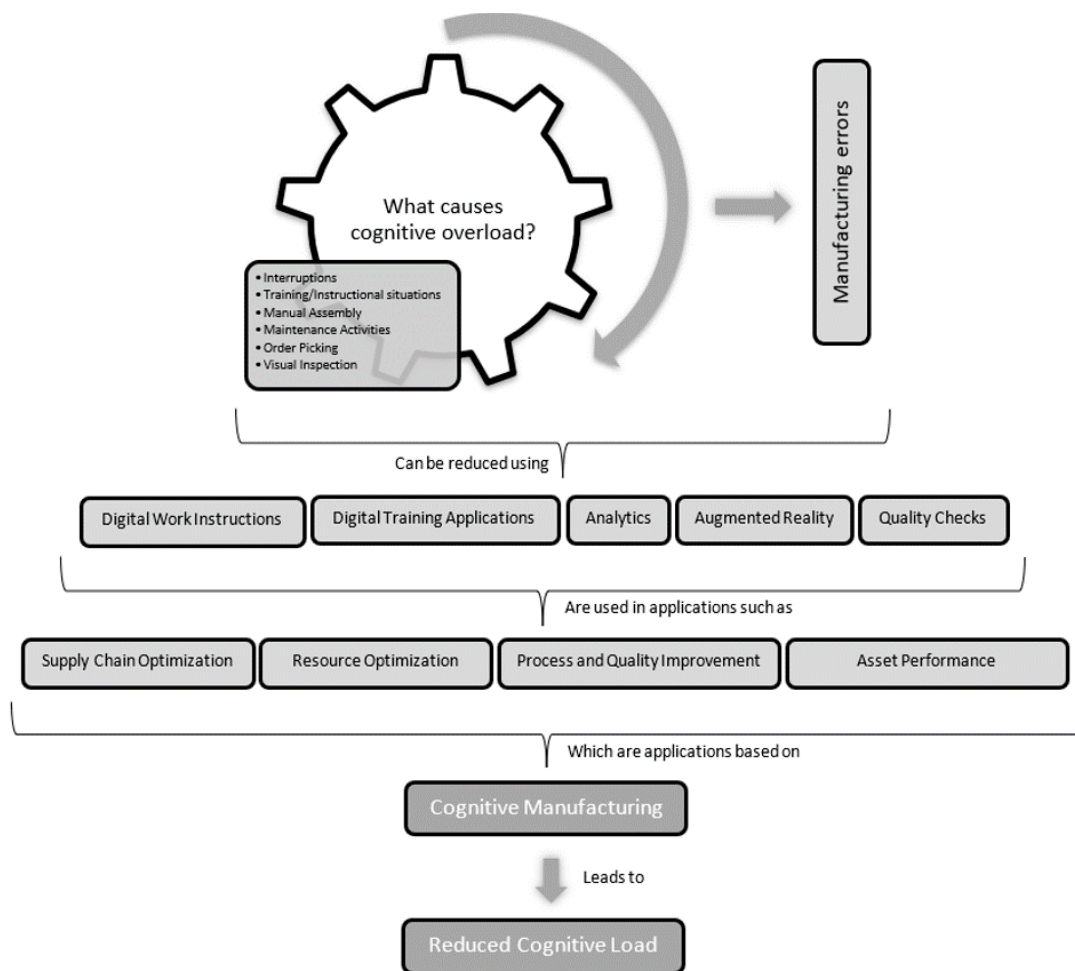 What causes
cognitive overload?
• Interruptions
• Training/Instructional situations
• Manual Assembly
• Maintenance Activities
• Order Picking
• Visual Inspection
Manufacturing errors
Can be reduced using
Digital Work Instructions
Digital Training Applications
Analytics
Augmented Reality
Quality Checks
Are used in applications such as
Supply Chain Optimization
Resource Optimization
Process and Quality Improvement
Asset Performance
Which are applications based on
Cognitive Manufacturing
Leads to
Reduced Cognitive Load